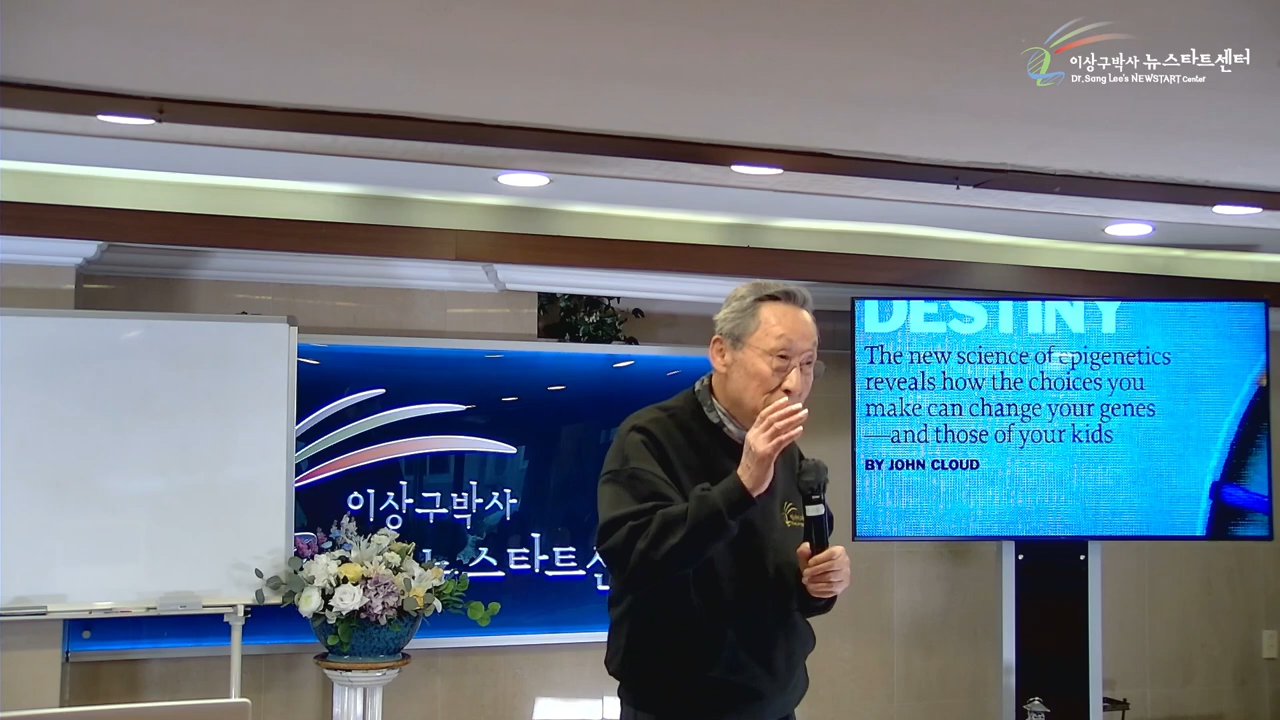 이상구박사 뉴스타트센터
Dr. Sang Lee's NEWSTART Center
DESTINY
The new science of epigenetics
reveals how the choices you
make can change your genes
—and those of your kids
BY JOHN CLOUD
이상구박사
뉴스타트센